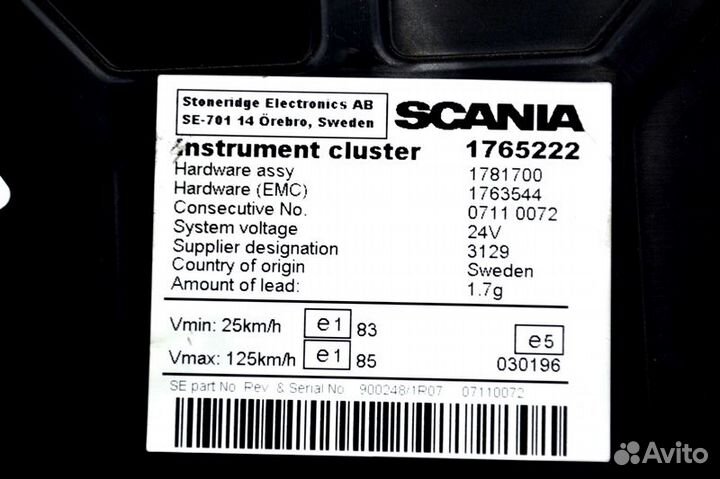 Stoneridge Electronics AB
SE-701 14 Örebro, Sweden
SCANIA
Instrument cluster 1765222
Hardware assy 1781700
Hardware (EMC) 1763544
Consecutive No. 0711 0072
System voltage 24V
Supplier designation 3129
Country of origin Sweden
Amount of lead: 1.7g
Vmin: 25km/h e1 83
e5
Vmax: 125km/h e1 85 030196
SE part No Rev. & Serial No 900248/1R07 07110072
Avito